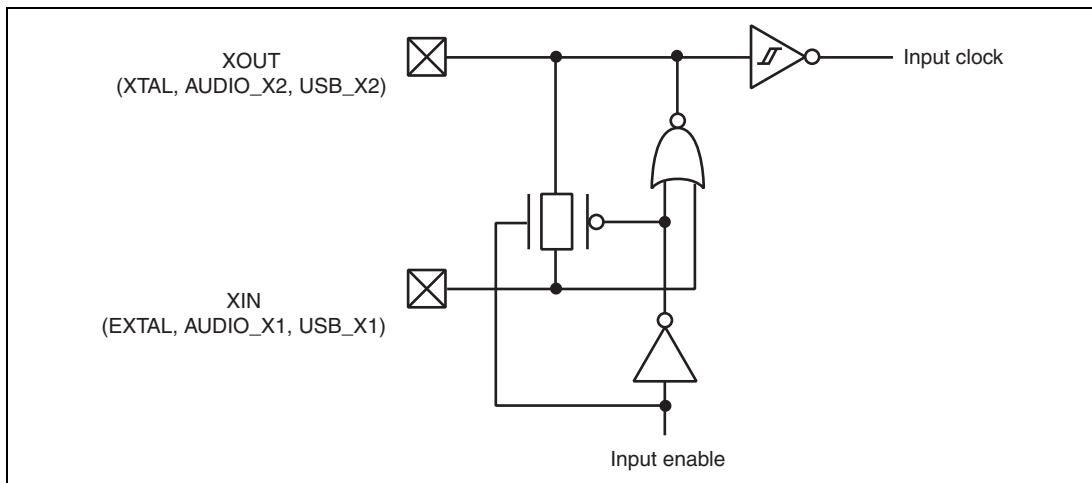 XOUT
(XTAL, AUDIO_X2, USB_X2)
Input clock
XIN
(EXTAL, AUDIO_X1, USB_X1)
Input enable